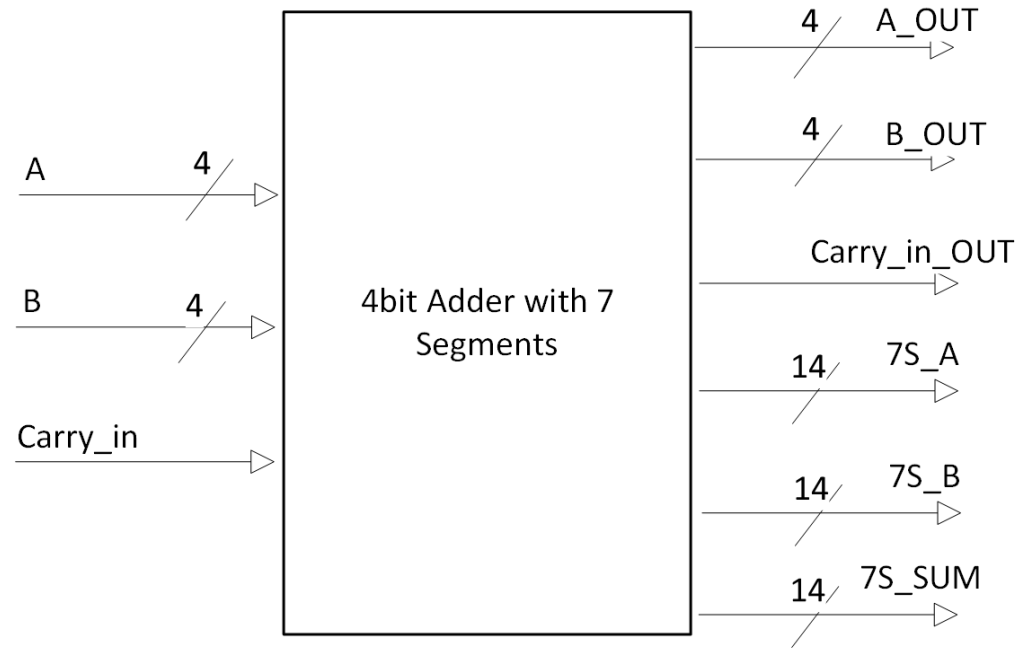 A
4
B
4
Carry_in
4bit Adder with 7
Segments
4
A_OUT
4
B_OUT
Carry_in_OUT
14
7S_A
14
7S_B
14
7S_SUM